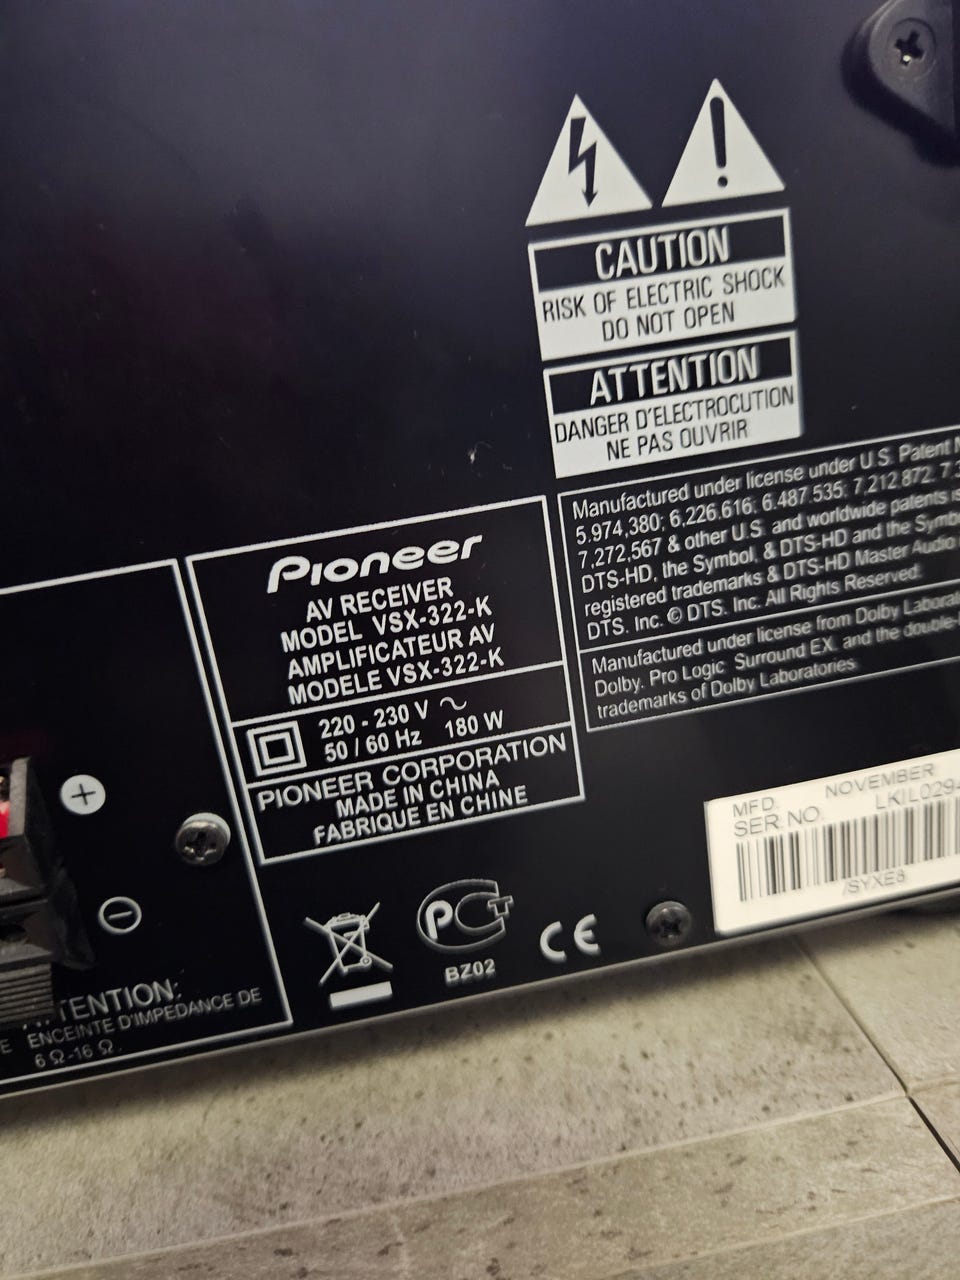 CAUTION
RISK OF ELECTRIC SHOCK
DO NOT OPEN
ATTENTION
DANGER D'ELECTROCUTION
NE PAS OUVRIR
Pioneer
AV RECEIVER
MODEL VSX-322-K
AMPLIFICATEUR AV
MODELE VSX-322-K
220 - 230 V ~
50 / 60 Hz 180 W
PIONEER CORPORATION
MADE IN CHINA
FABRIQUE EN CHINE
Manufactured under license under U.S. Patent
5,974,380; 6,226,616; 6,487,535; 7,212,872;
7,272,567 & other U.S. and worldwide patents
DTS-HD, the Symbol, & DTS-HD and the
registered trademarks & DTS-HD Master Audio
DTS, Inc. © DTS, Inc. All Rights Reserved.
Manufactured under license from Dolby
Dolby, Pro Logic, Surround EX, and the
trademarks of Dolby Laboratories.
MFD. NOVEMBER
SER.NO. LKIL029
/SYXE8
+
−
PCT
BZ02
CE
ENCEINTE D'IMPÉDANCE DE
6 Ω-16 Ω.